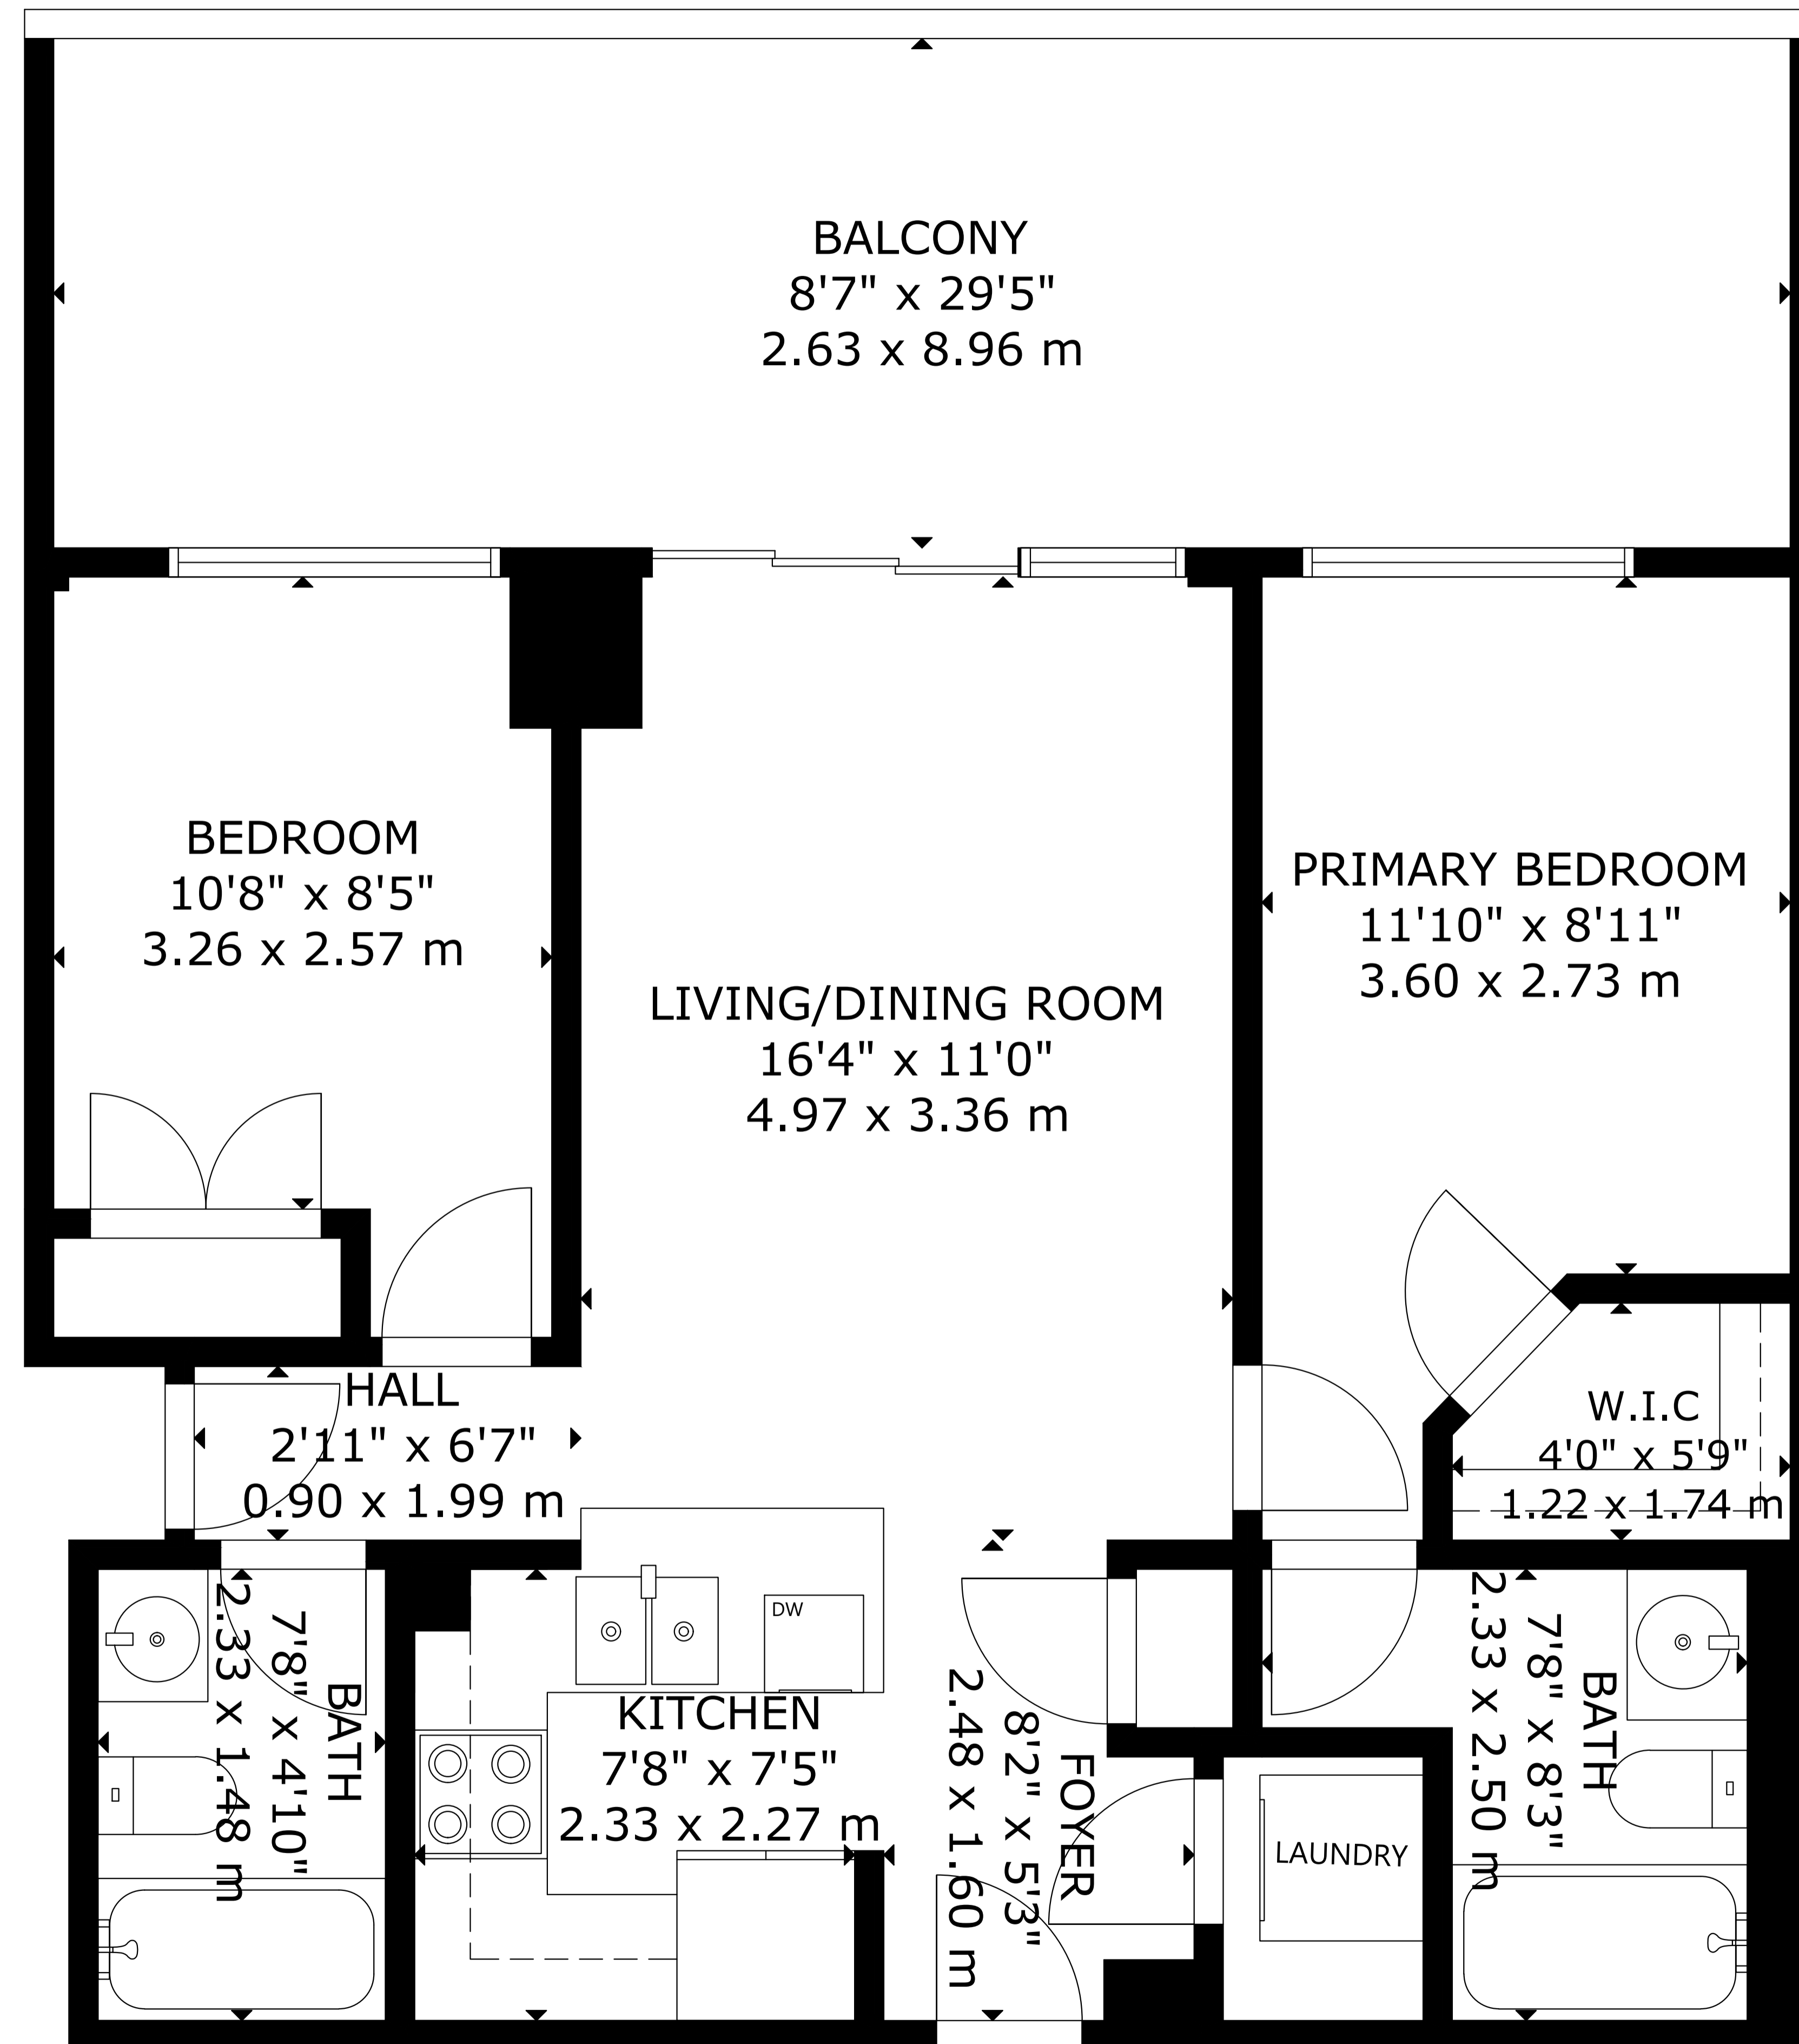 BALCONY
8'7" x 29'5"
2.63 x 8.96 m
BEDROOM
10'8" x 8'5"
3.26 x 2.57 m
PRIMARY BEDROOM
11'10" x 8'11"
3.60 x 2.73 m
LIVING/DINING ROOM
16'4" x 11'0"
4.97 x 3.36 m
HALL
2'11" x 6'7"
0.90 x 1.99 m
W.I.C
4'0" x 5'9"
1.22 x 1.74 m
BATH
7'8" x 4'10"
2.33 x 1.48 m
DW
KITCHEN
7'8" x 7'5"
2.33 x 2.27 m
FOYER
8'2" x 5'3"
2.48 x 1.60 m
LAUNDRY
BATH
7'8" x 8'3"
2.33 x 2.50 m